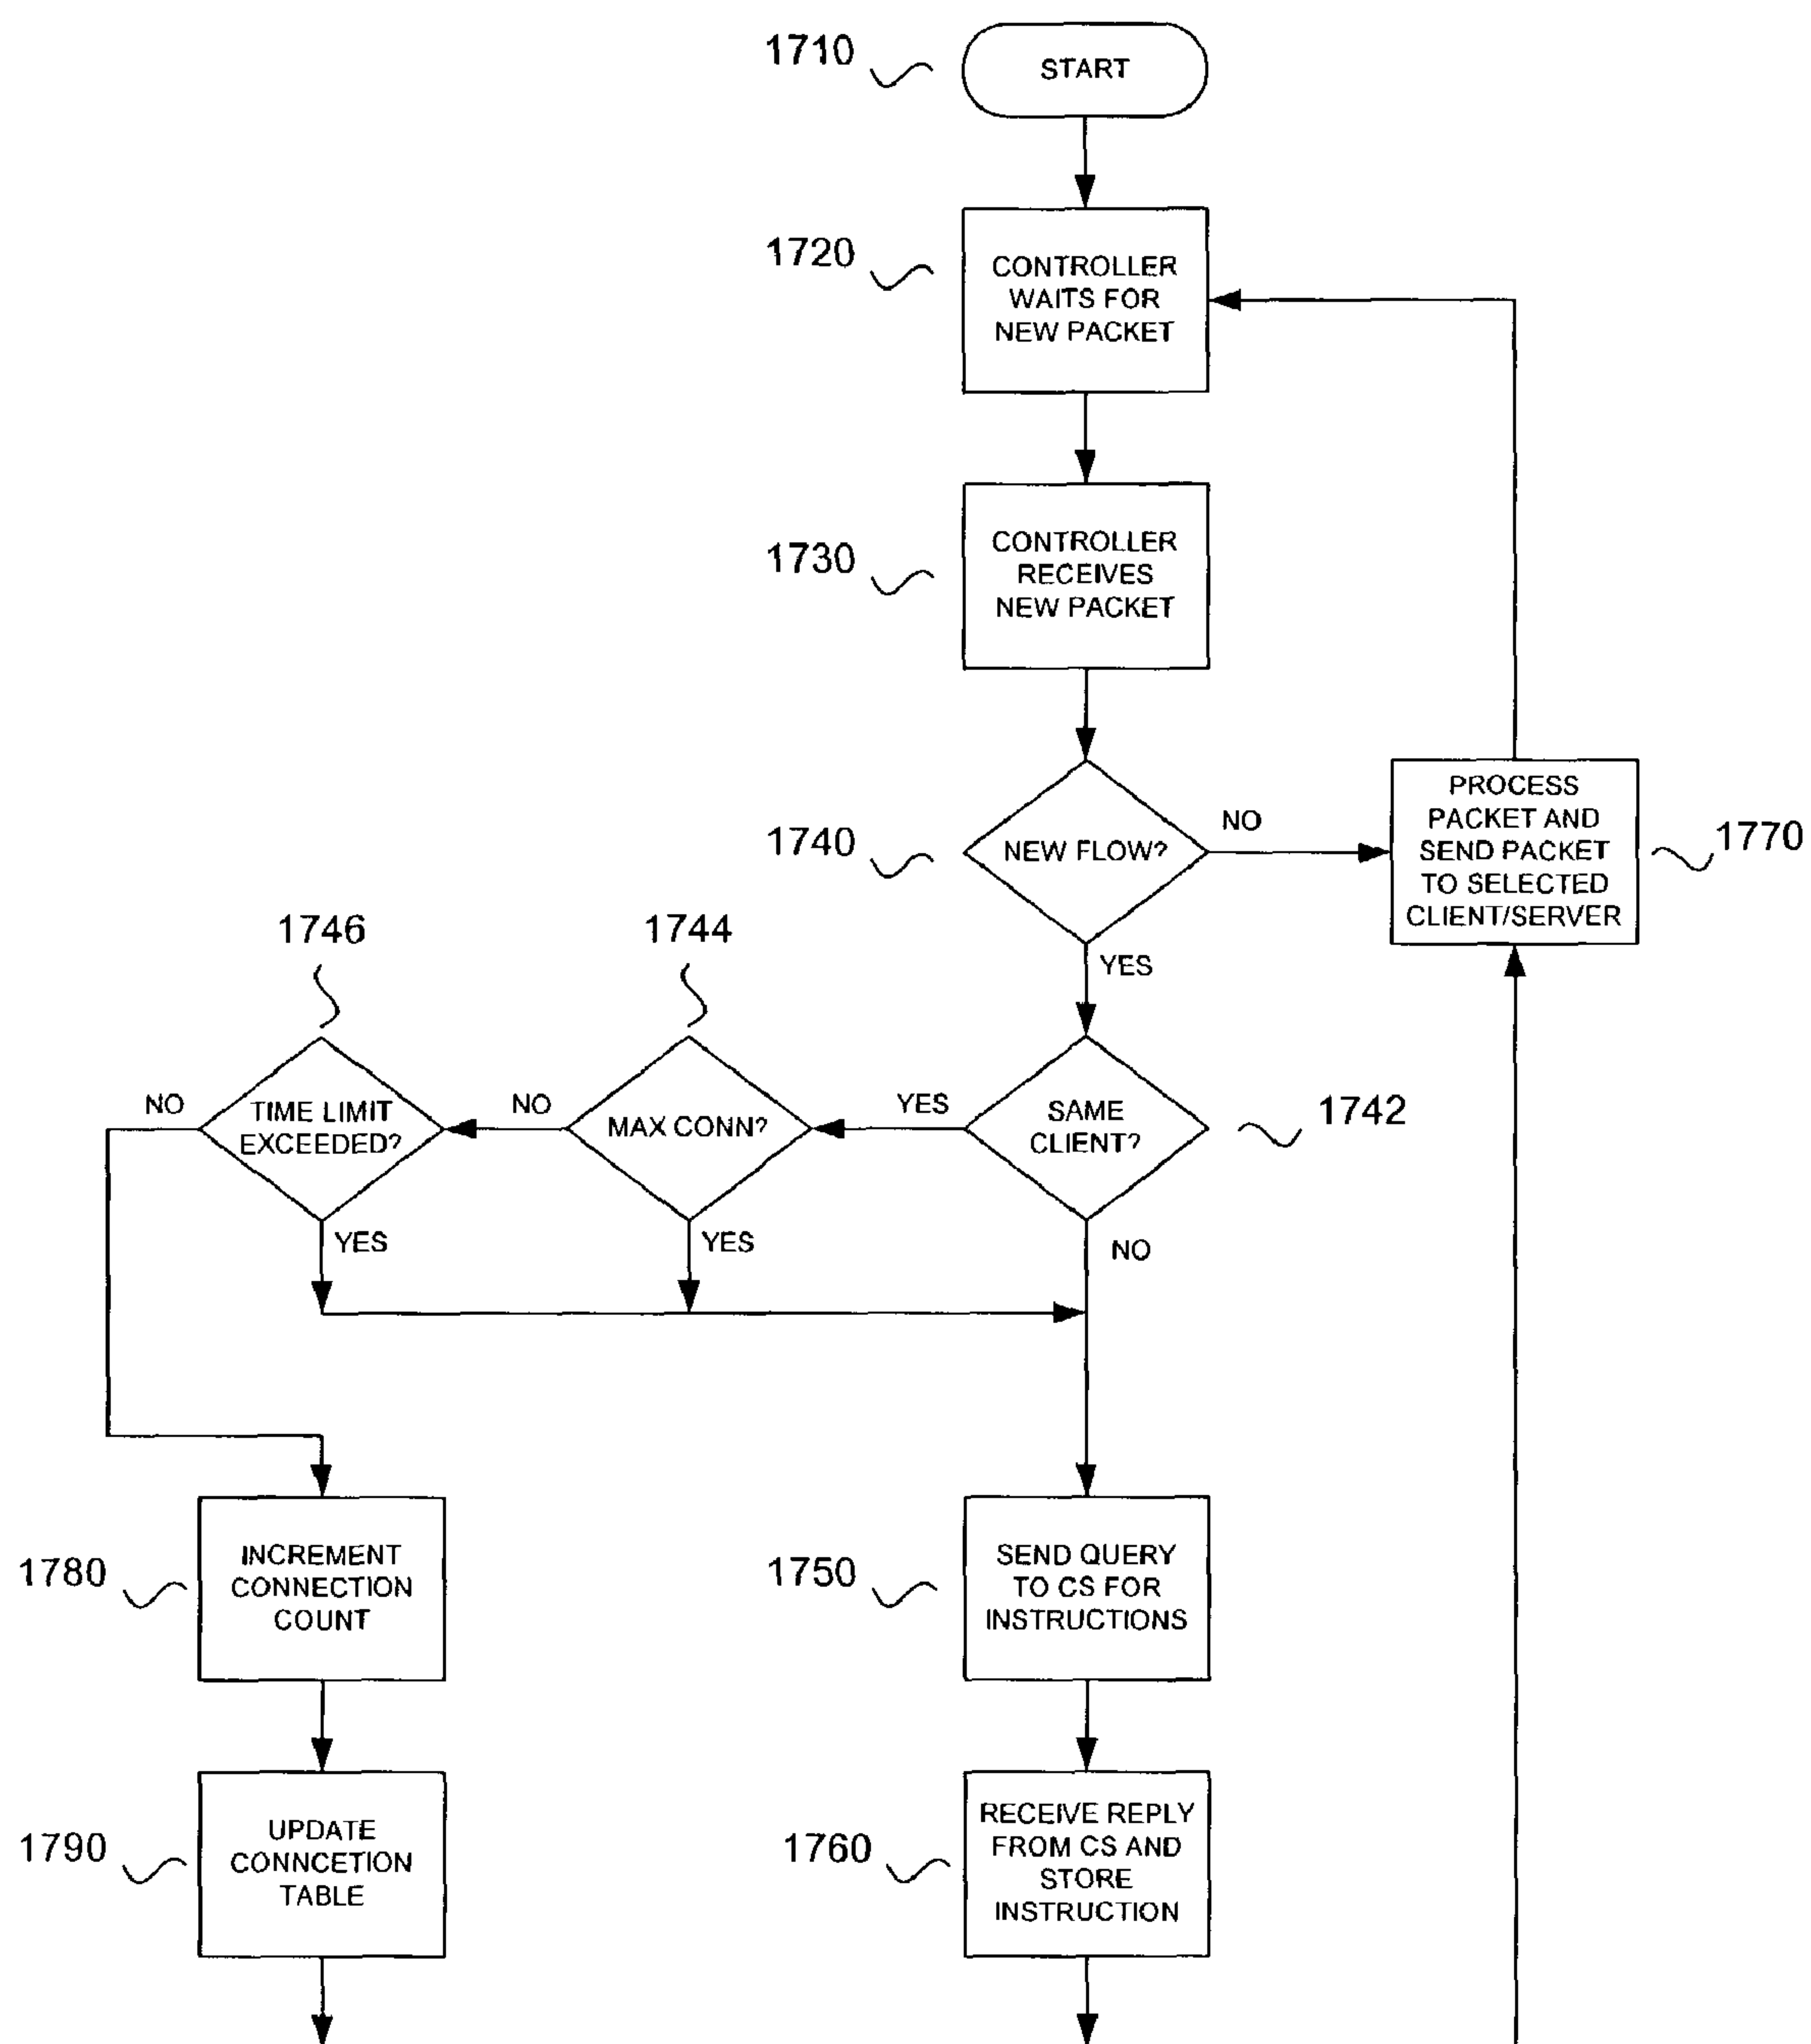 1710
START
1720
CONTROLLER
WAITS FOR
NEW PACKET
1730
CONTROLLER
RECEIVES
NEW PACKET
1740
NEW FLOW?
NO
YES
PROCESS
PACKET AND
SEND PACKET
TO SELECTED
CLIENT/SERVER
1770
1746
1744
NO
TIME LIMIT
EXCEEDED?
YES
NO
MAX CONN?
YES
YES
SAME
CLIENT?
NO
1742
1780
INCREMENT
CONNECTION
COUNT
1750
SEND QUERY
TO CS FOR
INSTRUCTIONS
1790
UPDATE
CONNCETION
TABLE
1760
RECEIVE REPLY
FROM CS AND
STORE
INSTRUCTION